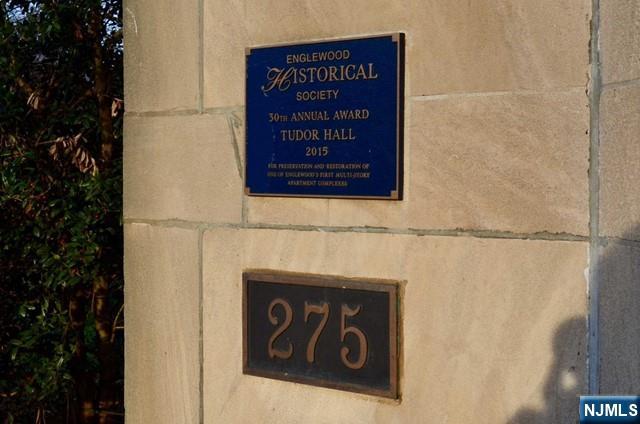 ENGLEWOOD
HISTORICAL
SOCIETY
30TH ANNUAL AWARD
TUDOR HALL
2015
FOR PRESERVATION AND RESTORATION OF
ONE OF ENGLEWOOD'S FIRST MULTI-STORY
APARTMENT COMPLEXES
275
NJMLS